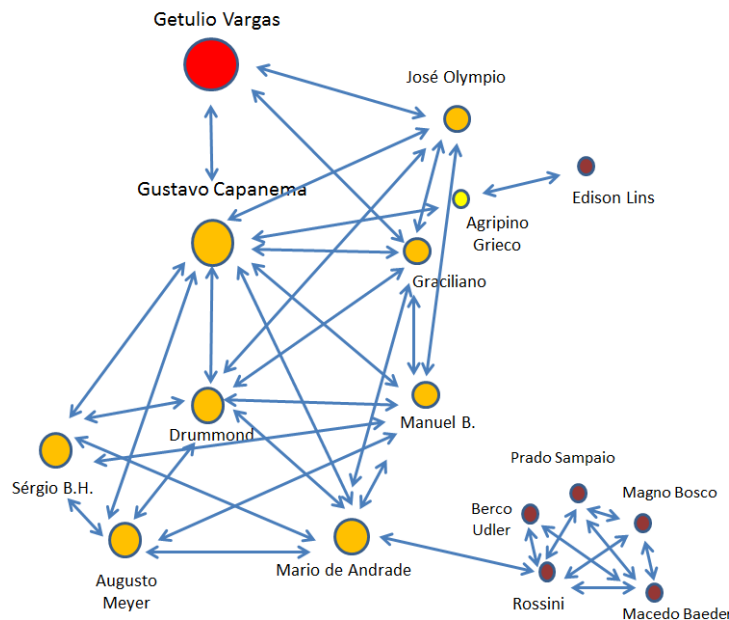 Getulio Vargas
José Olympio
Gustavo Capanema
Edison Lins
Agripino
Grieco
Graciliano
Manuel B.
Drummond
Sérgio B.H.
Prado Sampaio
Magno Bosco
Berco
Udler
Mario de Andrade
Augusto
Meyer
Rossini
Macedo Baeder